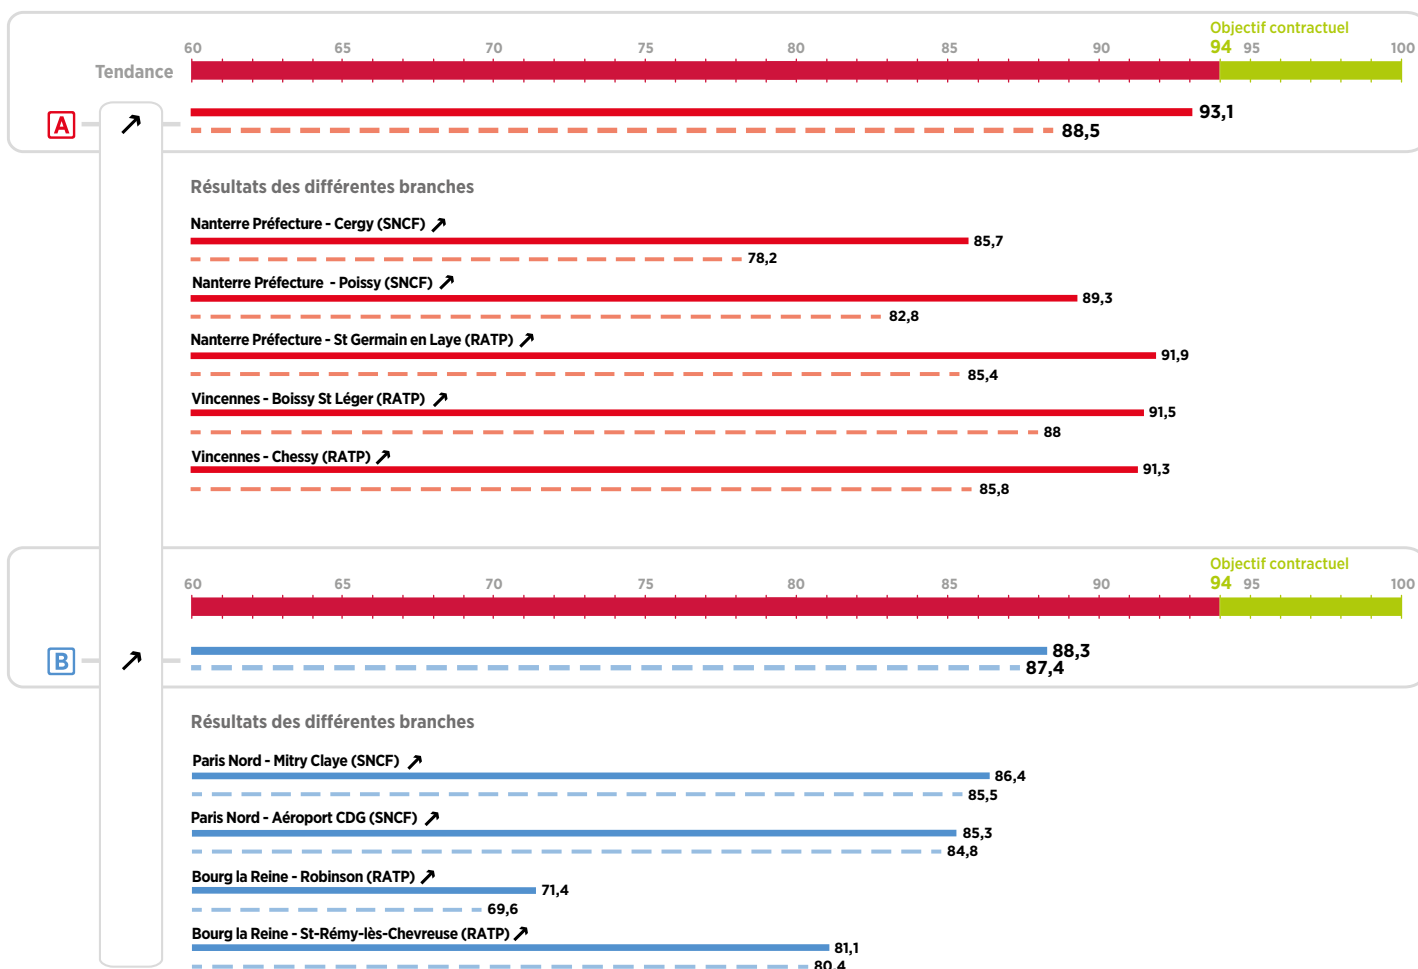 Objectif contractuel
60 65 70 75 80 85 90 94 95 100
Tendance
A 93,1
88,5
Résultats des différentes branches
Nanterre Préfecture - Cergy (SNCF)
85,7
78,2
Nanterre Préfecture - Poissy (SNCF)
89,3
82,8
Nanterre Préfecture - St Germain en Laye (RATP)
91,9
85,4
Vincennes - Boissy St Léger (RATP)
91,5
88
Vincennes - Chessy (RATP)
91,3
85,8
Objectif contractuel
60 65 70 75 80 85 90 94 95 100
B 88,3
87,4
Résultats des différentes branches
Paris Nord - Mitry Claye (SNCF)
86,4
85,5
Paris Nord - Aéroport CDG (SNCF)
85,3
84,8
Bourg la Reine - Robinson (RATP)
71,4
69,6
Bourg la Reine - St-Rémy-lès-Chevreuse (RATP)
81,1
80,4